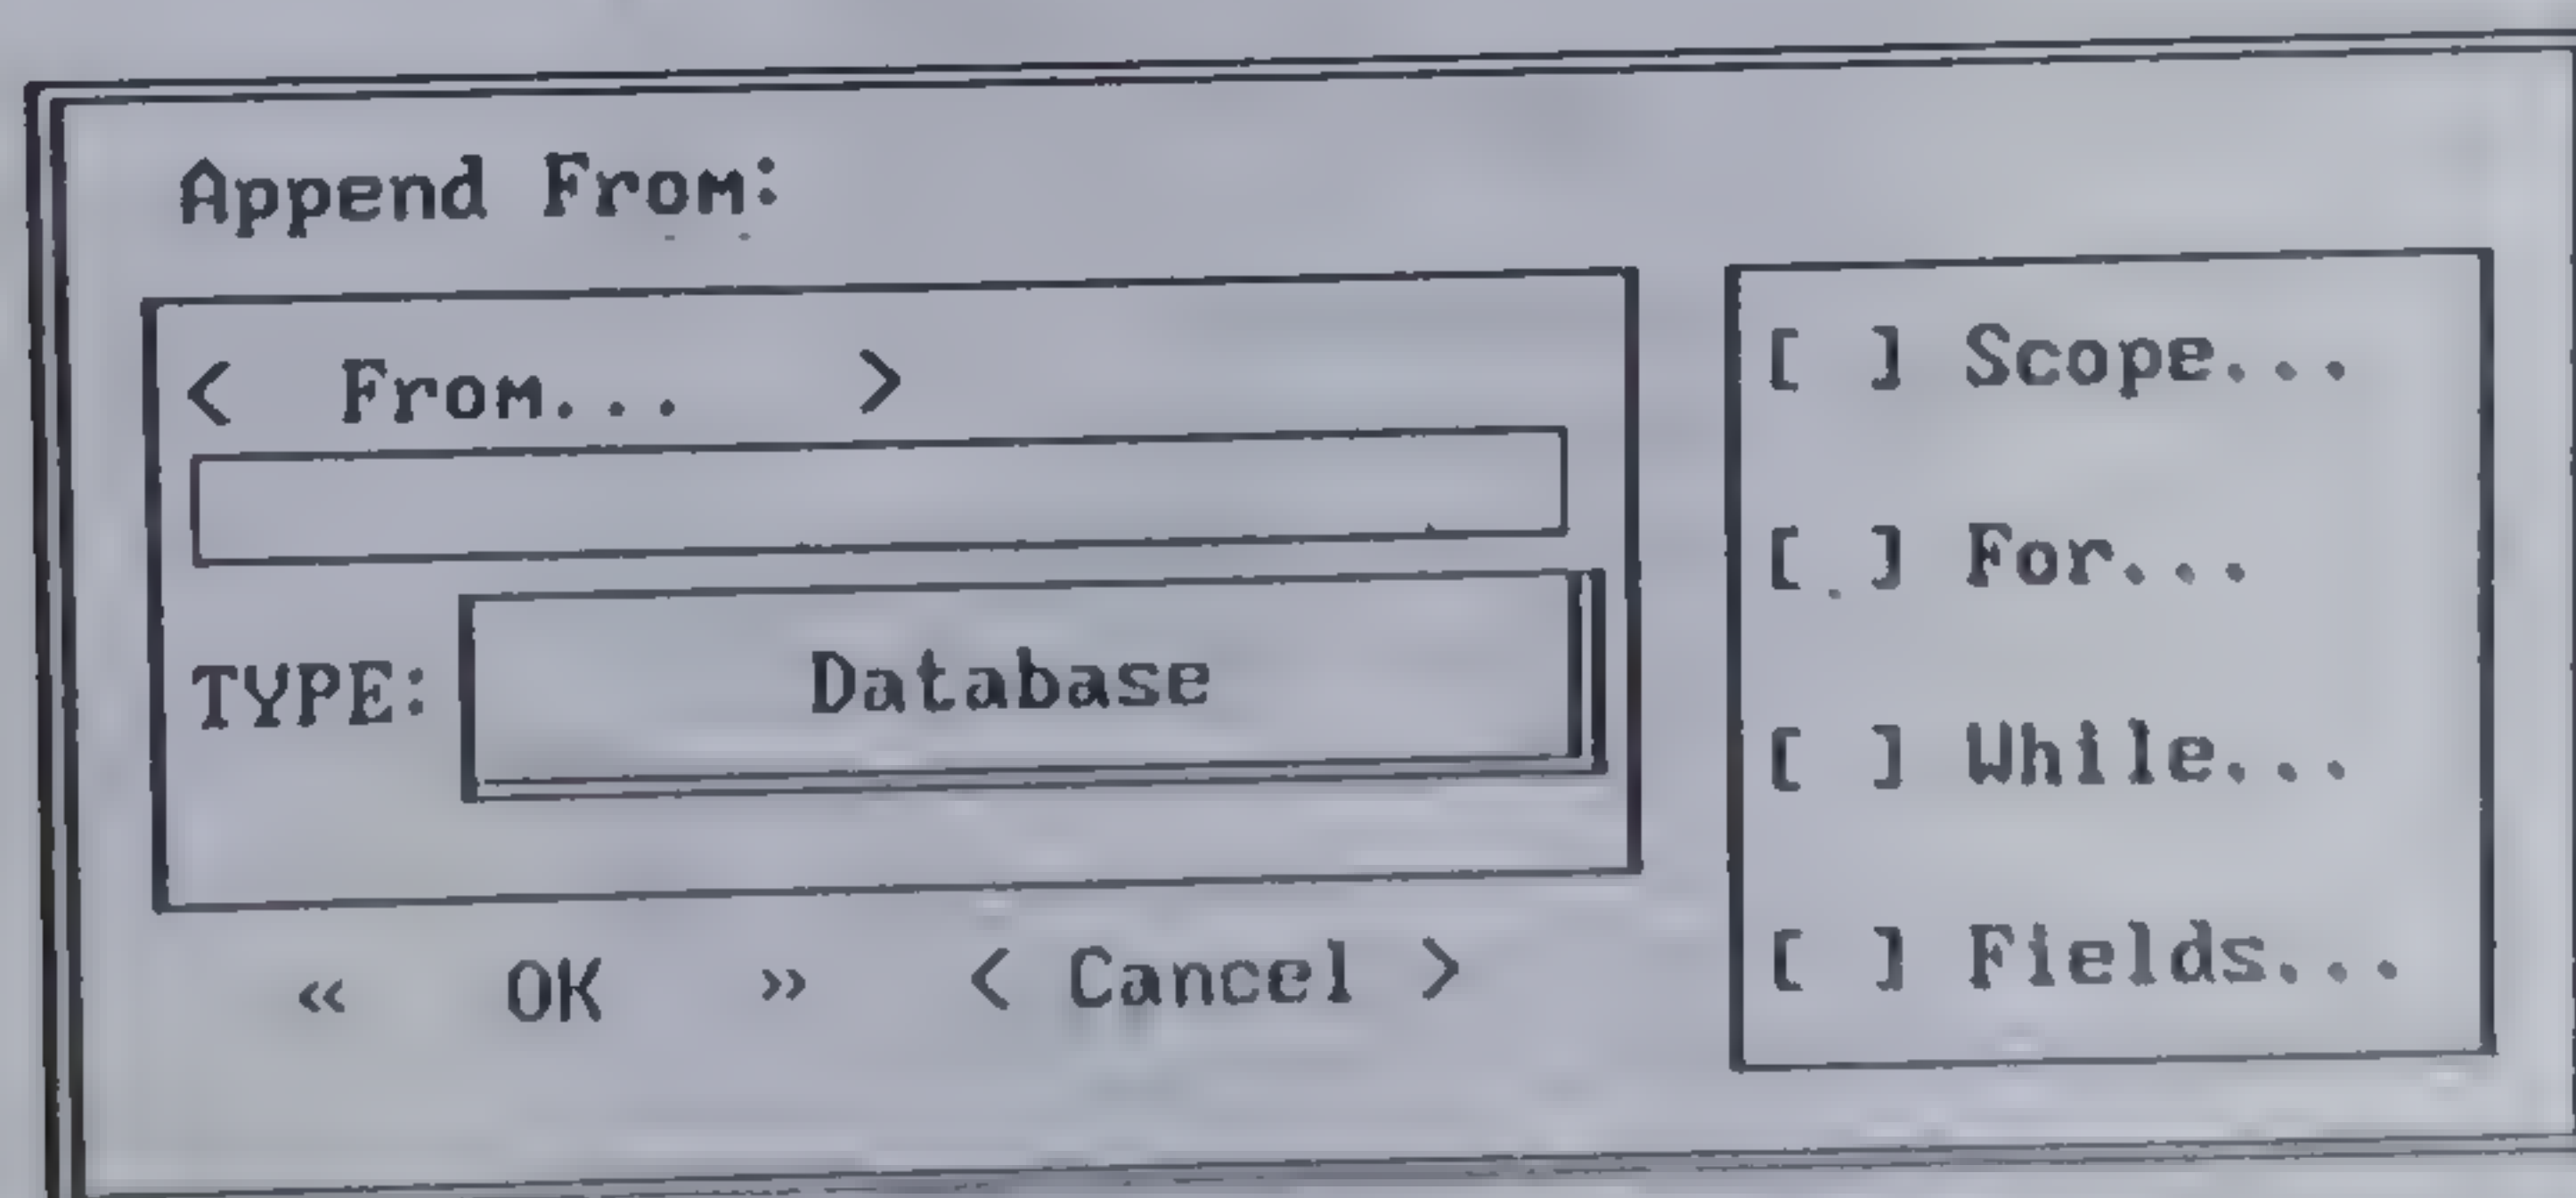 Append From:
< From... >
TYPE: Database
« OK » < Cancel >
[ ] Scope...
[ ] For...
[ ] While...
[ ] Fields...